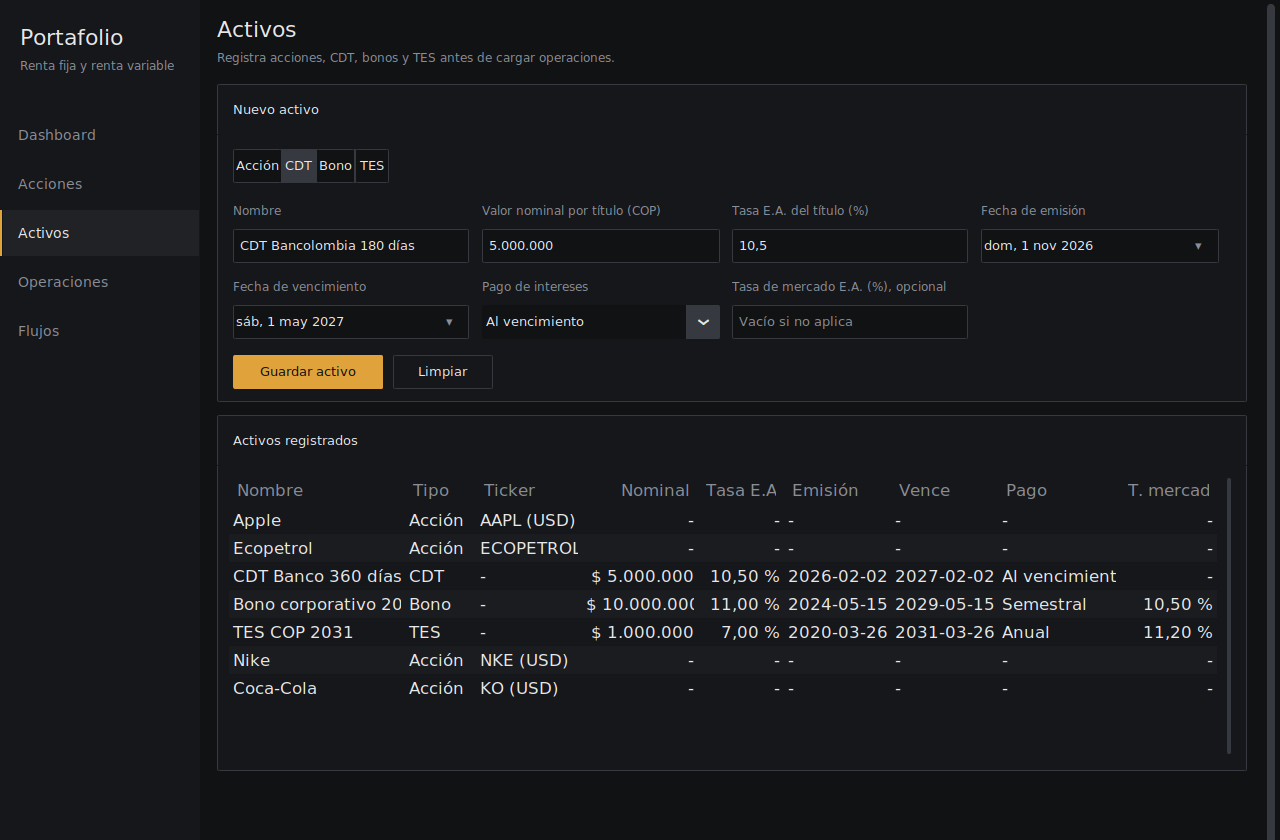 Portafolio
Renta fija y renta variable
Dashboard
Acciones
Activos
Operaciones
Flujos
Activos
Registra acciones, CDT, bonos y TES antes de cargar operaciones.
Nuevo activo
Acción CDT Bono TES
Nombre Valor nominal por título (COP) Tasa E.A. del título (%) Fecha de emisión
CDT Bancolombia 180 días 5.000.000 10,5 dom, 1 nov 2026
Fecha de vencimiento Pago de intereses Tasa de mercado E.A. (%), opcional
sáb, 1 may 2027 Al vencimiento Vacío si no aplica
Guardar activo Limpiar
Activos registrados
Nombre Tipo Ticker Nominal Tasa E.A Emisión Vence Pago T. mercad
Apple Acción AAPL (USD) - - - - - -
Ecopetrol Acción ECOPETROL - - - - - -
CDT Banco 360 días CDT - $ 5.000.000 10,50 % 2026-02-02 2027-02-02 Al vencimient -
Bono corporativo 20 Bono - $ 10.000.000 11,00 % 2024-05-15 2029-05-15 Semestral 10,50 %
TES COP 2031 TES - $ 1.000.000 7,00 % 2020-03-26 2031-03-26 Anual 11,20 %
Nike Acción NKE (USD) - - - - - -
Coca-Cola Acción KO (USD) - - - - - -